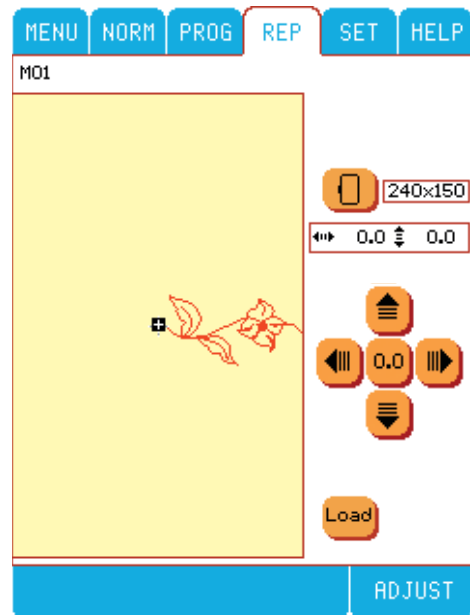 MENU NORM PROG REP SET HELP
M01
240x150
0.0 0.0
0.0
Load
ADJUST